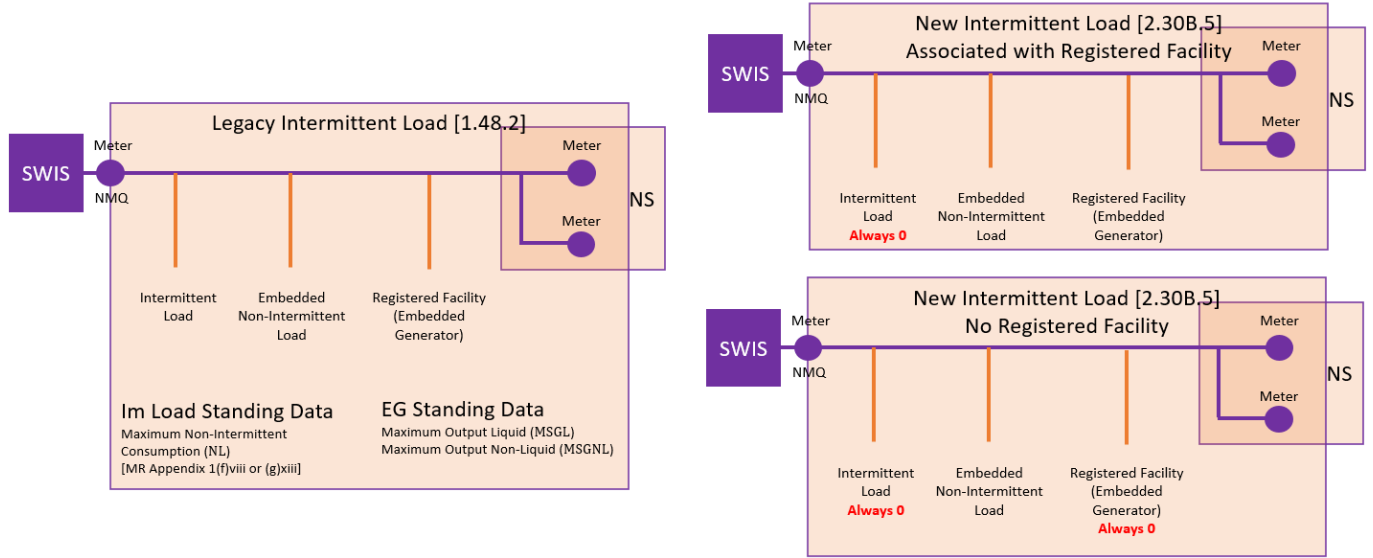 Legacy Intermittent Load [1.48.2]
SWIS
Meter
NMQ
Meter
Meter
NS
Intermittent
Load
Embedded
Non-Intermittent
Load
Registered Facility
(Embedded
Generator)
Im Load Standing Data
Maximum Non-Intermittent
Consumption (NL)
[MR Appendix 1(f)viii or (g)xiii]
EG Standing Data
Maximum Output Liquid (MSGL)
Maximum Output Non-Liquid (MSGNL)
New Intermittent Load [2.30B.5]
Associated with Registered Facility
SWIS
Meter
NMQ
Meter
Meter
NS
Intermittent
Load
Always 0
Embedded
Non-Intermittent
Load
Registered Facility
(Embedded
Generator)
New Intermittent Load [2.30B.5]
No Registered Facility
SWIS
Meter
NMQ
Meter
Meter
NS
Intermittent
Load
Always 0
Embedded
Non-Intermittent
Load
Registered Facility
(Embedded
Generator)
Always 0